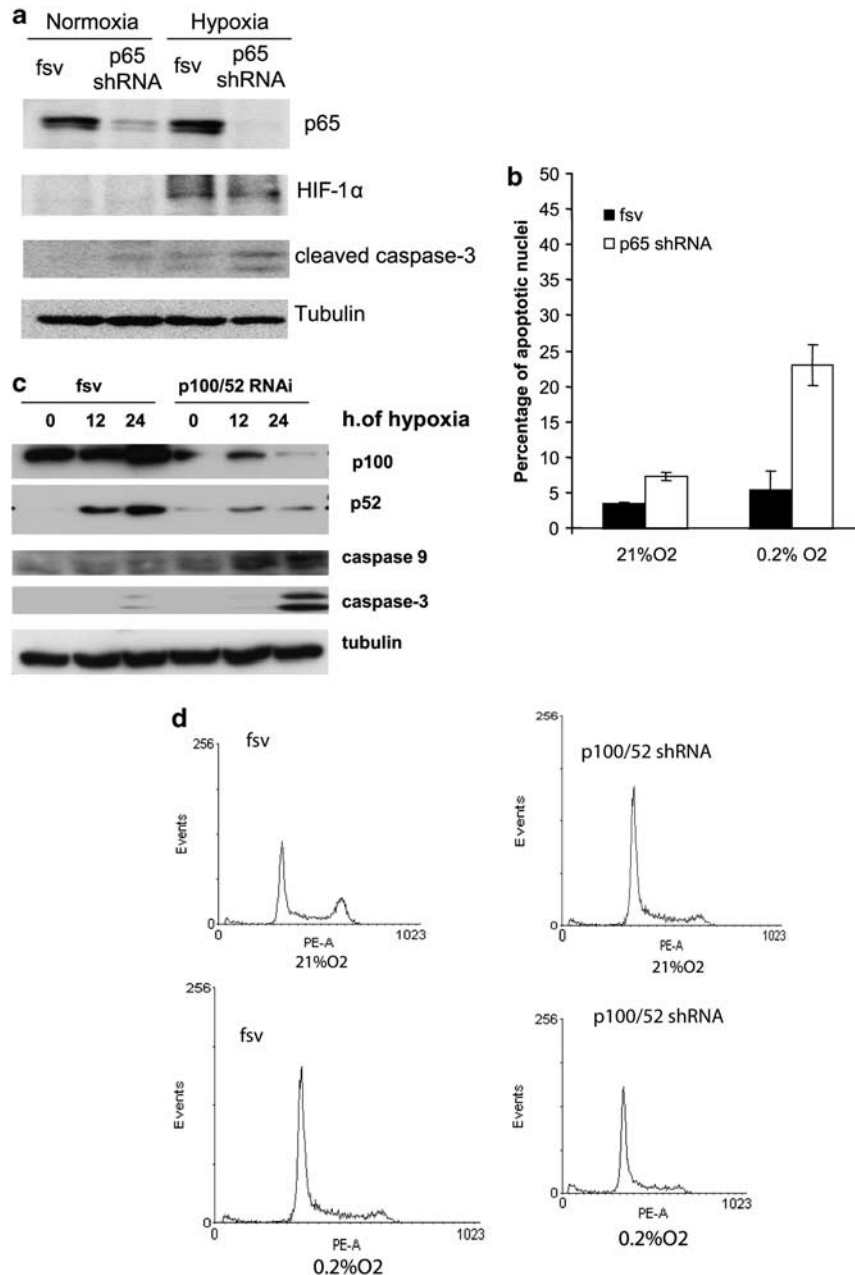 a
Normoxia Hypoxia
fsv p65 shRNA fsv p65 shRNA
p65
HIF-1α
cleaved caspase-3
Tubulin
b
Percentage of apoptotic nuclei
50
45
40
35
30
25
20
15
10
5
0
fsv
p65 shRNA
21%O2 0.2% O2
c
fsv p100/52 RNAi
0 12 24 0 12 24 h.of hypoxia
p100
p52
caspase 9
caspase-3
tubulin
d
fsv
256
Events
0
0 1023
PE-A
21%O2
p100/52 shRNA
256
Events
0
0 1023
PE-A
21%O2
fsv
256
Events
0
0 1023
PE-A
0.2%O2
p100/52 shRNA
256
Events
0
0 1023
PE-A
0.2%O2